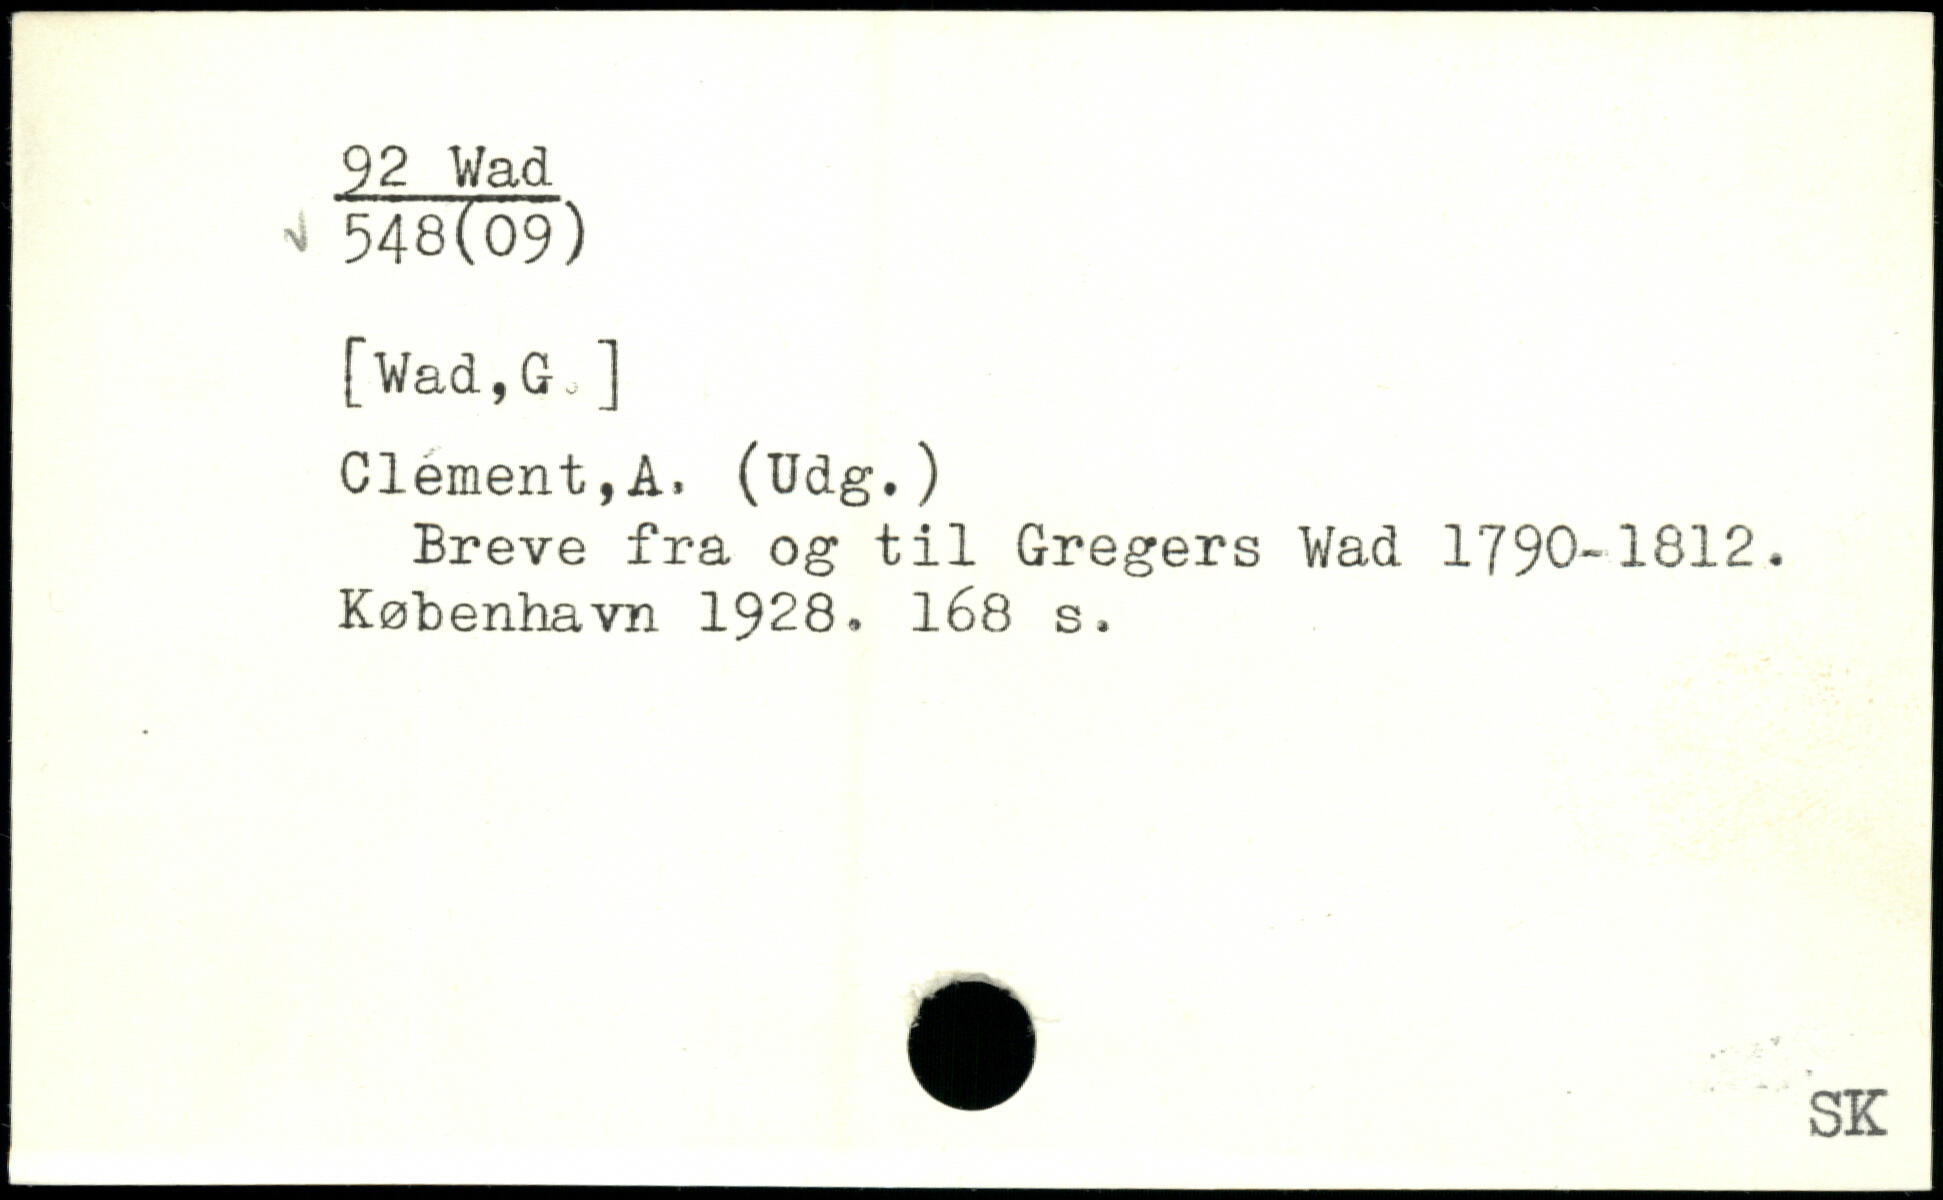 92 Wad
548(09)
[Wad,G.]
Clément,A. (Udg.)
Breve fra og til Gregers Wad 1790-1812.
København 1928. 168 s.
SK